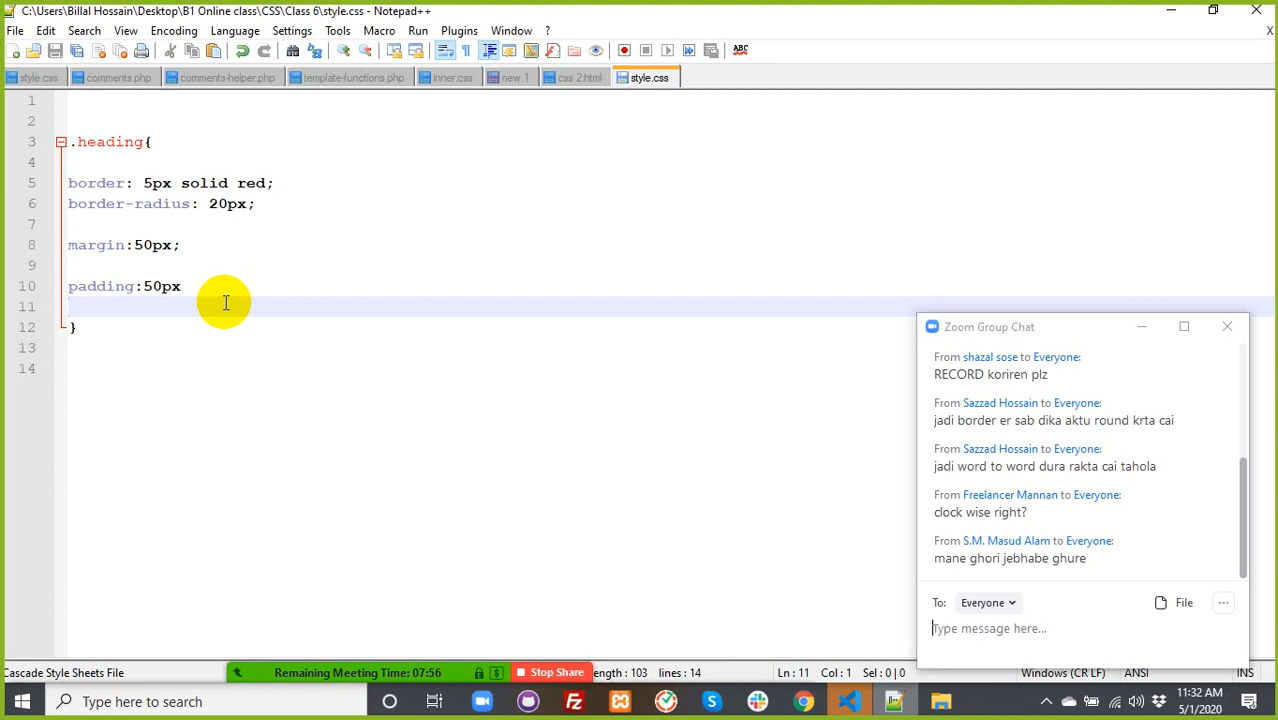 C:\Users\Billal Hossain\Desktop\B1 Online class\CSS\Class 6\style.css - Notepad++
File Edit Search View Encoding Language Settings Tools Macro Run Plugins Window ? X
style.css comments.php comments-helper.php template-functions.php inner.css new 1 css 2.html style.css
1
2
3 .heading{
4
5 border: 5px solid red;
6 border-radius: 20px;
7
8 margin:50px;
9
10 padding:50px
11
12 }
13
14
Zoom Group Chat
From shazal sose to Everyone:
RECORD koriren plz
From Sazzad Hossain to Everyone:
jadi border er sab dika aktu round krta cai
From Sazzad Hossain to Everyone:
jadi word to word dura rakta cai tahola
From Freelancer Mannan to Everyone:
clock wise right?
From S.M. Masud Alam to Everyone:
mane ghori jebhabe ghure
To: Everyone File
Type message here...
Cascade Style Sheets File Remaining Meeting Time: 07:56 Stop Share length : 103 lines : 14 Ln : 11 Col : 1 Sel : 0 | 0 Windows (CR LF) ANSI INS
Type here to search
11:32 AM
5/1/2020